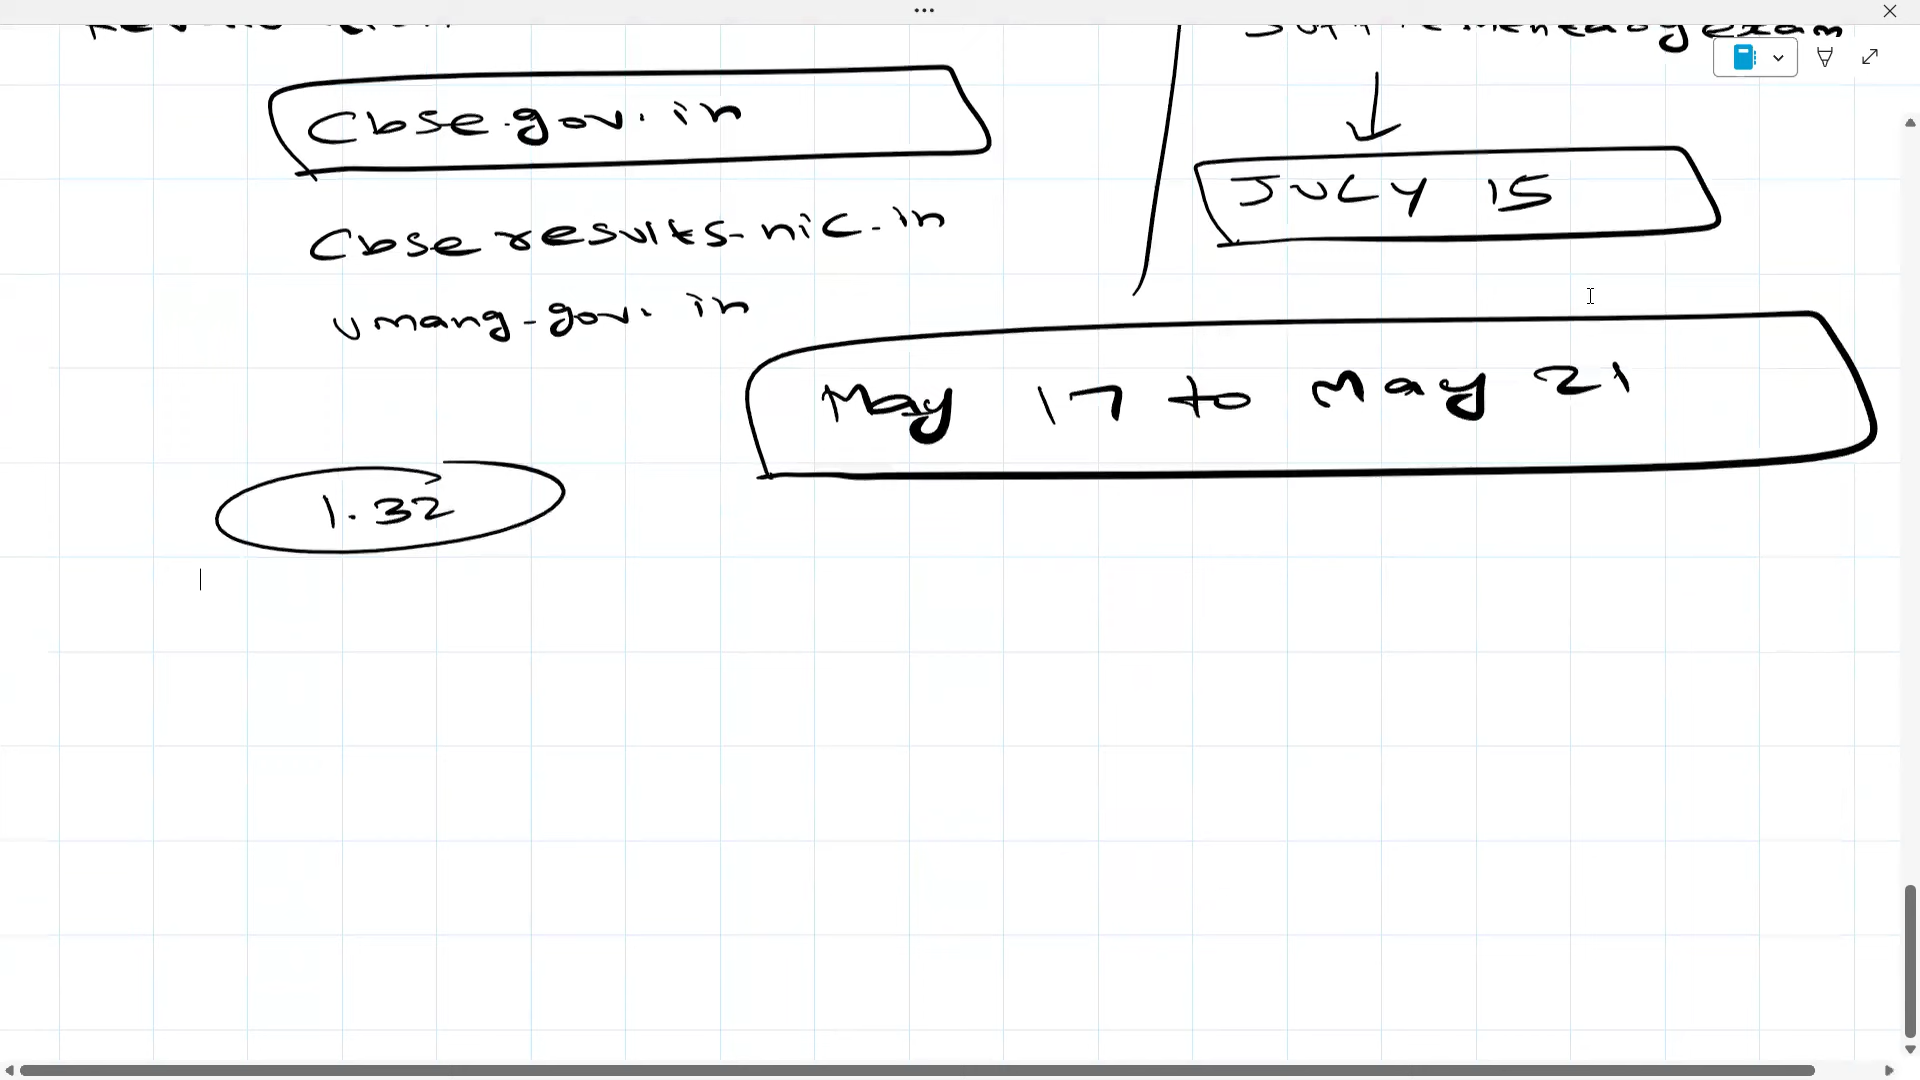 Cbse.gov.in
Cbse results.nic.in
umang.gov.in
1.32
exam
JULY 15
May 17 to May 21